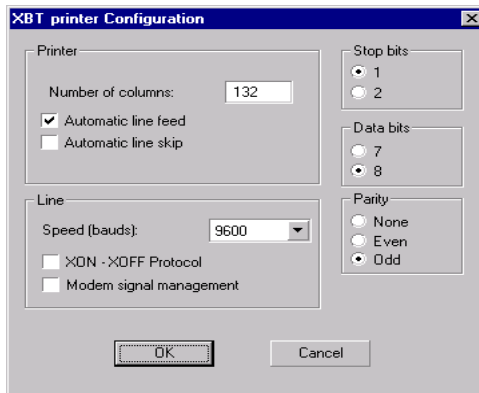 XBT printer Configuration
Printer
Number of columns: 132
Automatic line feed
Automatic line skip
Line
Speed (bauds): 9600
XON - XOFF Protocol
Modem signal management
Stop bits
1
2
Data bits
7
8
Parity
None
Even
Odd
OK
Cancel